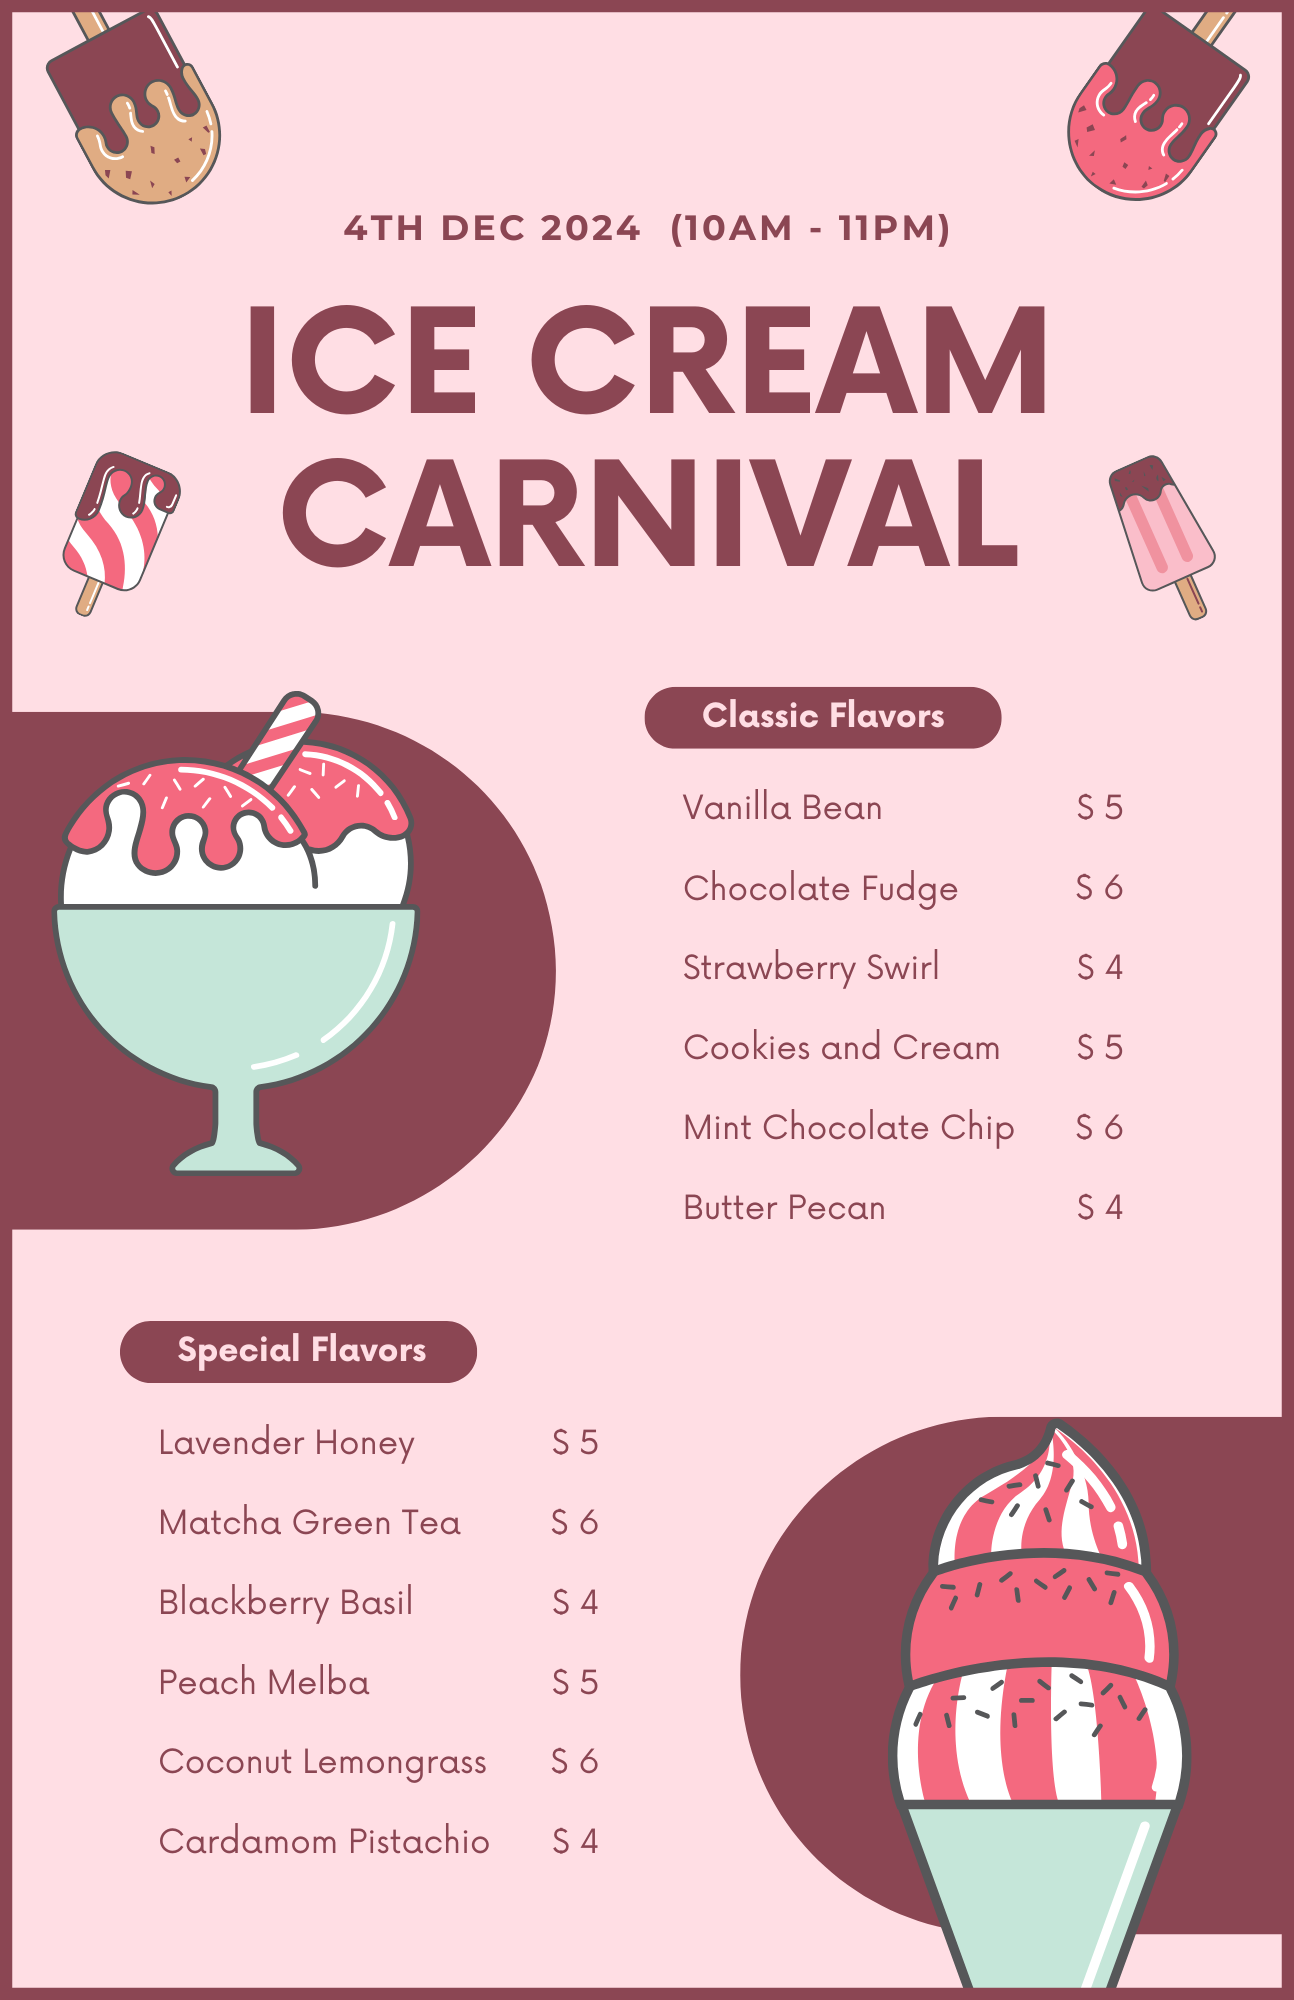 4TH DEC 2024 (10AM - 11PM)
ICE CREAM
CARNIVAL
Classic Flavors
Vanilla Bean S 5
Chocolate Fudge S 6
Strawberry Swirl S 4
Cookies and Cream S 5
Mint Chocolate Chip S 6
Butter Pecan S 4
Special Flavors
Lavender Honey S 5
Matcha Green Tea S 6
Blackberry Basil S 4
Peach Melba S 5
Coconut Lemongrass S 6
Cardamom Pistachio S 4